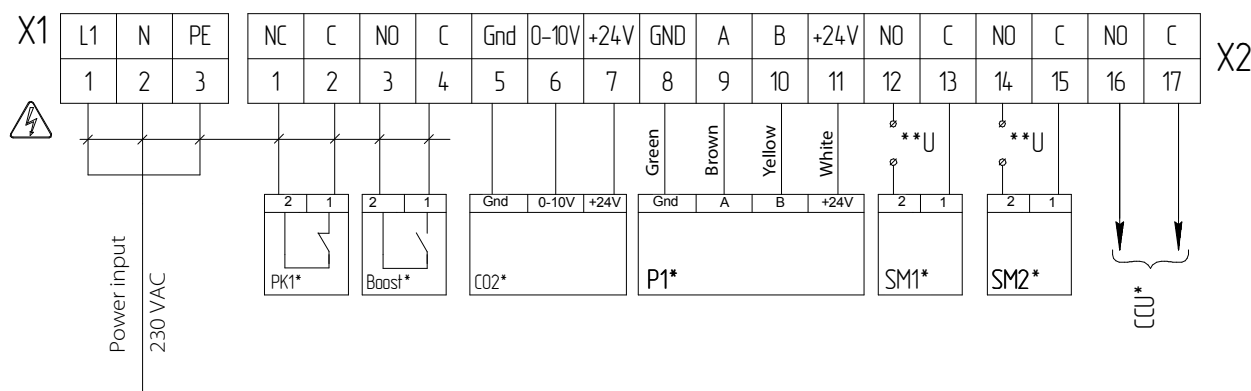 X1 L1 N PE NC C NO C Gnd 0-10V +24V GND A B +24V NO C NO C NO C X2
1 2 3 1 2 3 4 5 6 7 8 9 10 11 12 13 14 15 16 17
Green Brown Yellow White **U **U
2 1 2 1 Gnd 0-10V +24V Gnd A B +24V 2 1 2 1
PK1* Boost* CO2* P1* SM1* SM2* CCU*
Power input
230 VAC